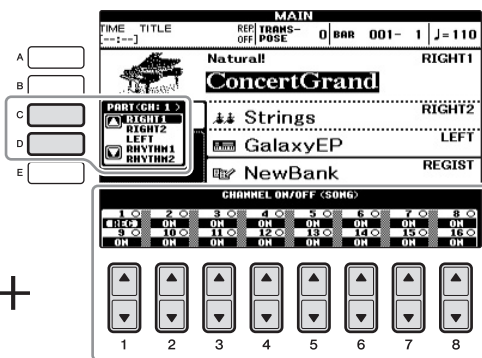 MAIN
TIME TITLE REP. TRANS- 0 BAR 001- 1 ♩=110
[--:--] OFF POSE
Natural! RIGHT1
ConcertGrand
PART(CH: 1 )
RIGHT1
RIGHT2
LEFT
RHYTHM1
RHYTHM2
Strings RIGHT2
GalaxyEP LEFT
NewBank REGIST
A
B
C
D
E
CHANNEL ON/OFF (SONG)
1 2 3 4 5 6 7 8
REC ON ON ON ON ON ON ON
9 10 11 12 13 14 15 16
ON ON ON ON ON ON ON ON
+
1 2 3 4 5 6 7 8